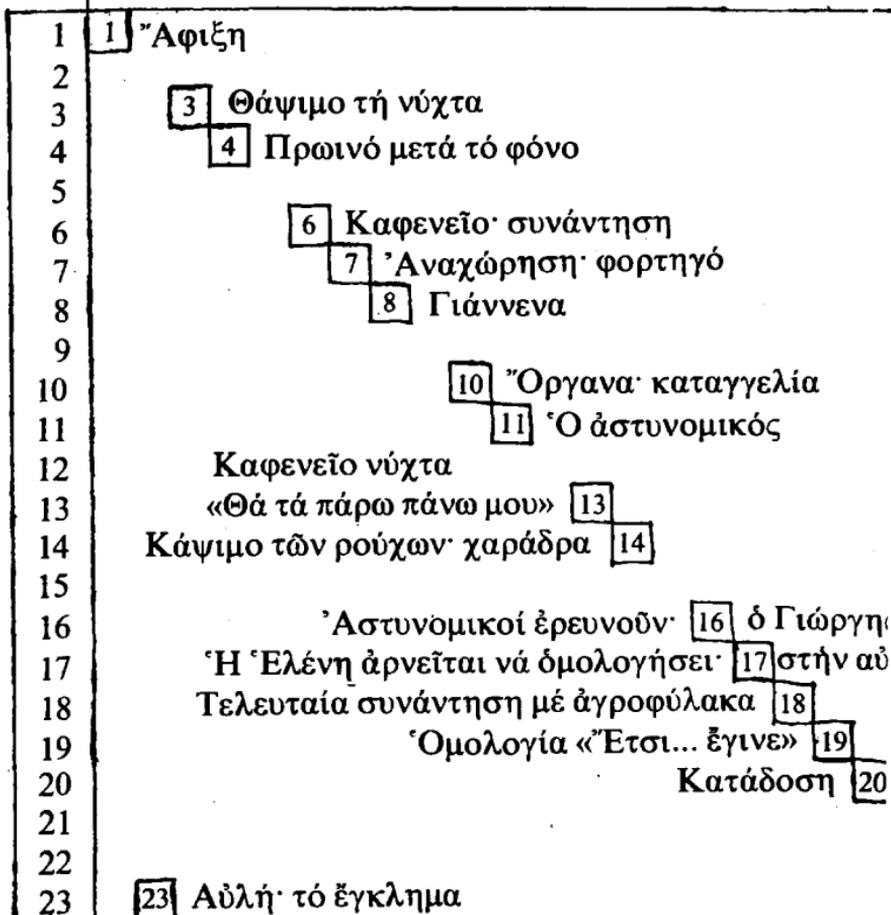 1 1 Ἄφιξη
2
3 3 Θάψιμο τή νύχτα
4 4 Πρωινό μετά τό φόνο
5
6 6 Καφενεῖο· συνάντηση
7 7 Ἀναχώρηση· φορτηγό
8 8 Γιάννενα
9
10 10 Ὄργανα· καταγγελία
11 11 Ὁ ἀστυνομικός
12 Καφενεῖο νύχτα
13 «Θά τά πάρω πάνω μου» 13
14 Κάψιμο τῶν ρούχων· χαράδρα 14
15
16 Ἀστυνομικοί ἐρευνοῦν· 16 ὁ Γιώργη
17 Ἡ Ἑλένη ἀρνεῖται νά ὁμολογήσει· 17 στήν αὐ
18 Τελευταία συνάντηση μέ ἀγροφύλακα 18
19 Ὁμολογία «Ἔτσι... ἔγινε» 19
20 Κατάδοση 20
21
22
23 23 Αὐλή· τό ἔγκλημα